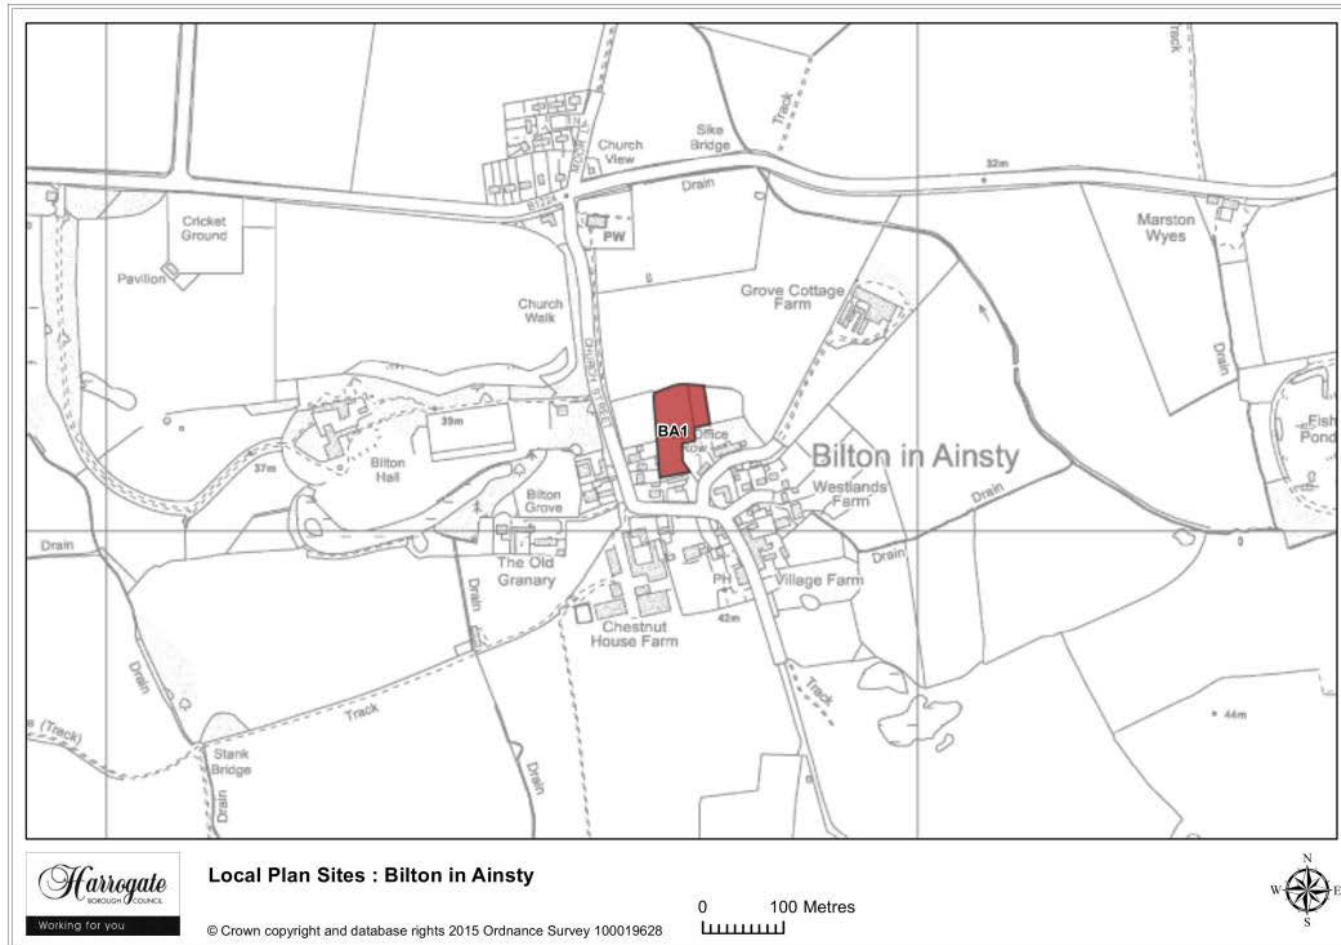 Track
Track
MOOR LA
Church
View
Sike
Bridge
32m
Drain
B1224
Cricket
Ground
PW
Marston
Wyes
Pavilion
Grove Cottage
Farm
Church
Walk
CHURCH STREET
Drain
39m
BA1
Office
Row
Fish
Pond
Bilton in Ainsty
37m
Bilton
Hall
Westlands
Farm
Drain
Bilton
Grove
Drain
Drain
The Old
Granary
PH
Village Farm
Drain
42m
Chestnut
House Farm
Drain
Track
Track
44m
(Track)
Stank
Bridge
Drain
Drain
Harrogate
BOROUGH COUNCIL
Working for you
Local Plan Sites : Bilton in Ainsty
© Crown copyright and database rights 2015 Ordnance Survey 100019628
0 100 Metres
N
W E
S